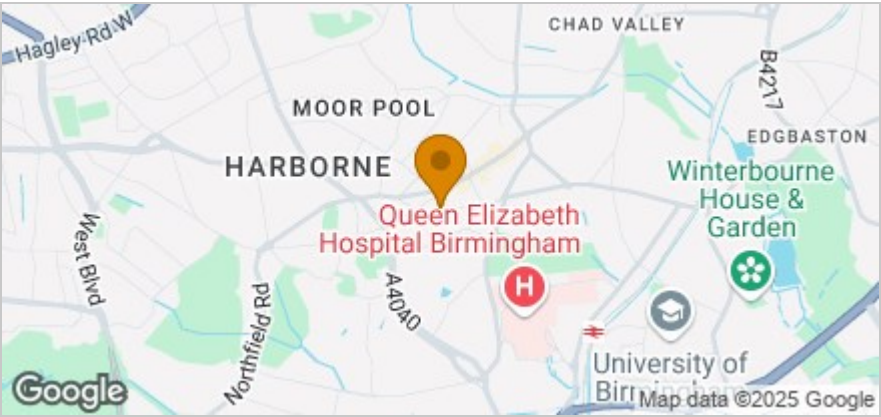 Hagley Rd W
CHAD VALLEY
B4217
MOOR POOL
EDGBASTON
HARBORNE
Winterbourne
House &
Garden
Queen Elizabeth
Hospital Birmingham
H
West Blvd
A4040
Northfield Rd
University of
Birmingham
Google
Map data ©2025 Google